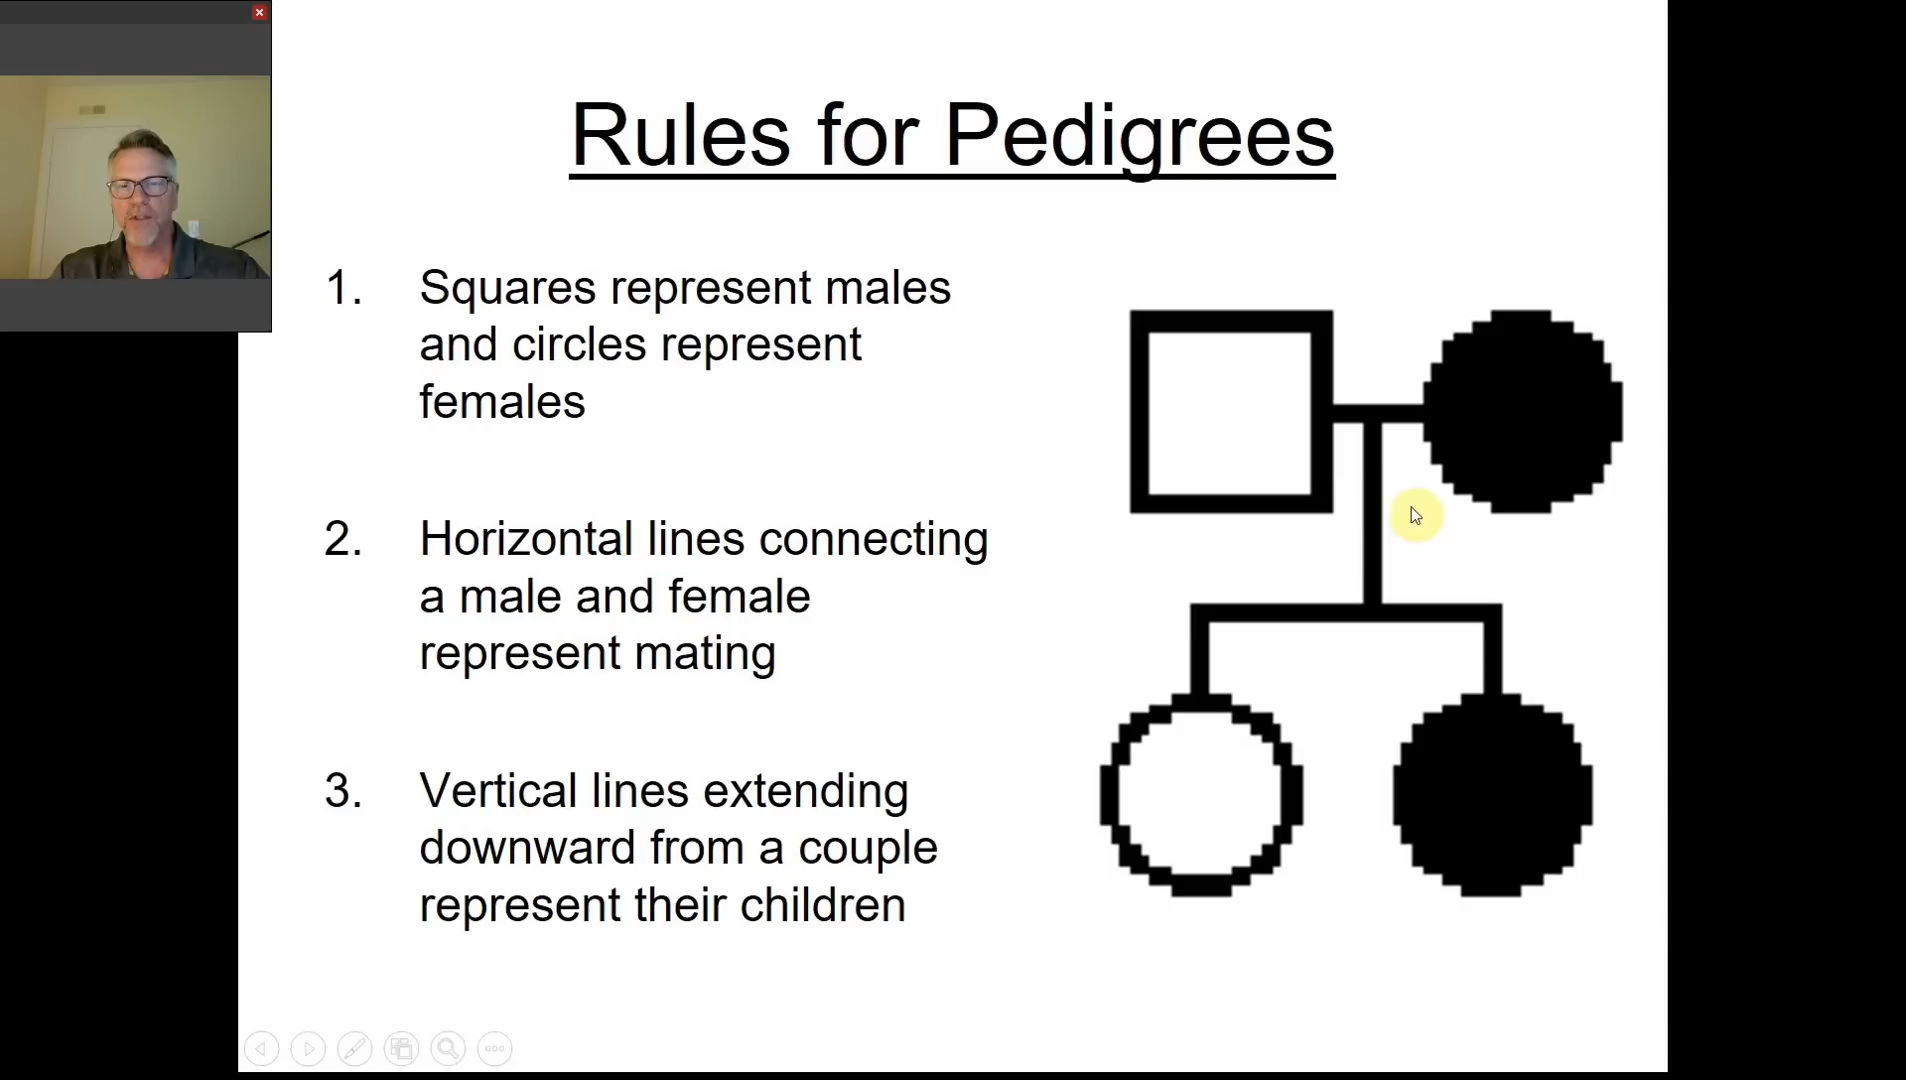 Rules for Pedigrees
1. Squares represent males
and circles represent
females
2. Horizontal lines connecting
a male and female
represent mating
3. Vertical lines extending
downward from a couple
represent their children